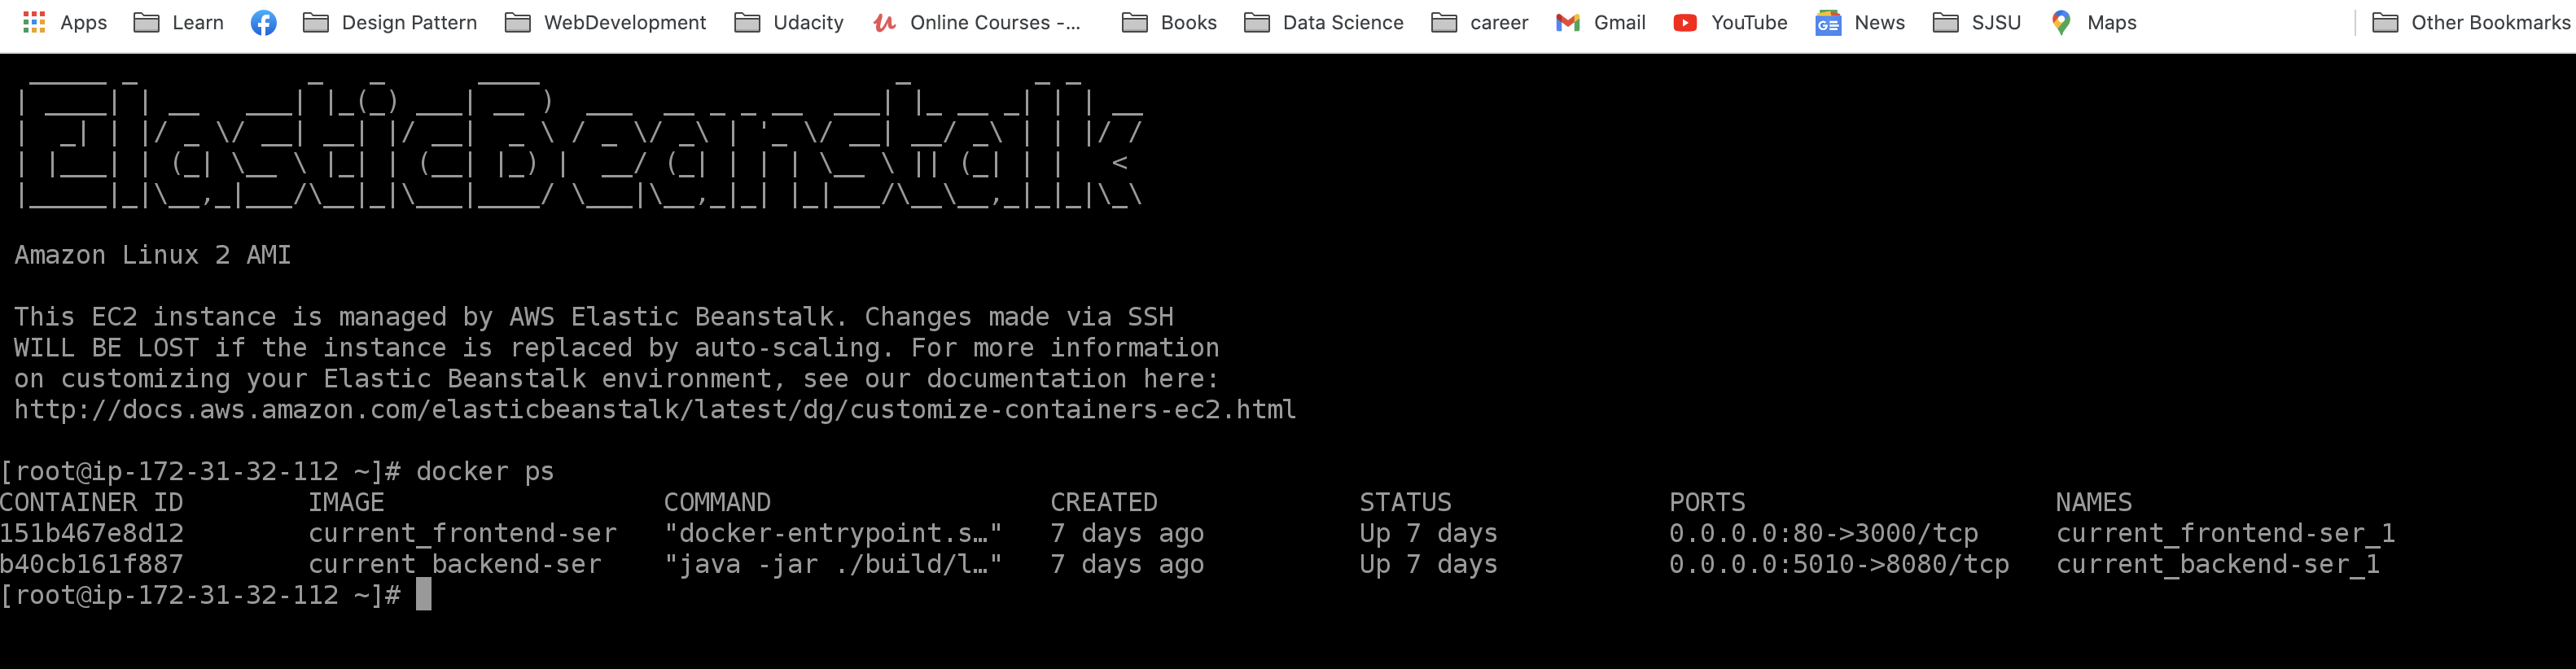 Apps Learn Design Pattern WebDevelopment Udacity Online Courses -... Books Data Science career Gmail YouTube News SJSU Maps Other Bookmarks
ElasticBeanstalk
Amazon Linux 2 AMI
This EC2 instance is managed by AWS Elastic Beanstalk. Changes made via SSH
WILL BE LOST if the instance is replaced by auto-scaling. For more information
on customizing your Elastic Beanstalk environment, see our documentation here:
http://docs.aws.amazon.com/elasticbeanstalk/latest/dg/customize-containers-ec2.html
[root@ip-172-31-32-112 ~]# docker ps
CONTAINER ID IMAGE COMMAND CREATED STATUS PORTS NAMES
151b467e8d12 current_frontend-ser "docker-entrypoint.s…" 7 days ago Up 7 days 0.0.0.0:80->3000/tcp current_frontend-ser_1
b40cb161f887 current_backend-ser "java -jar ./build/l…" 7 days ago Up 7 days 0.0.0.0:5010->8080/tcp current_backend-ser_1
[root@ip-172-31-32-112 ~]#